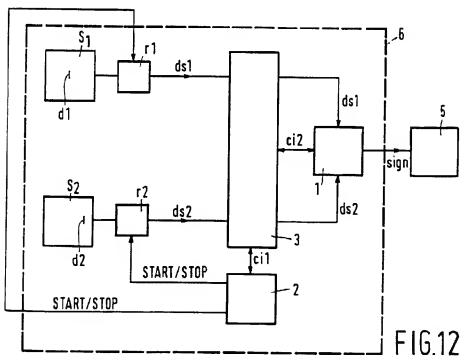 S1
r1
6
d1
ds1
ds1
5
ci2
1
sign
S2
r2
d2
ds2
ds2
3
START/STOP
ci1
START/STOP
2
FIG.12